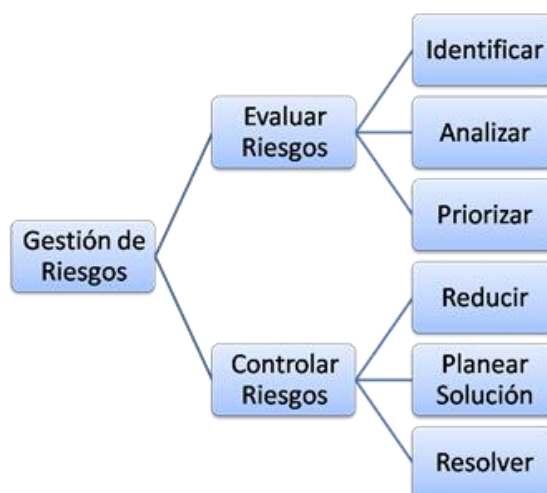 Identificar
Evaluar
Riesgos
Analizar
Priorizar
Gestión de
Riesgos
Reducir
Controlar
Riesgos
Planear
Solución
Resolver